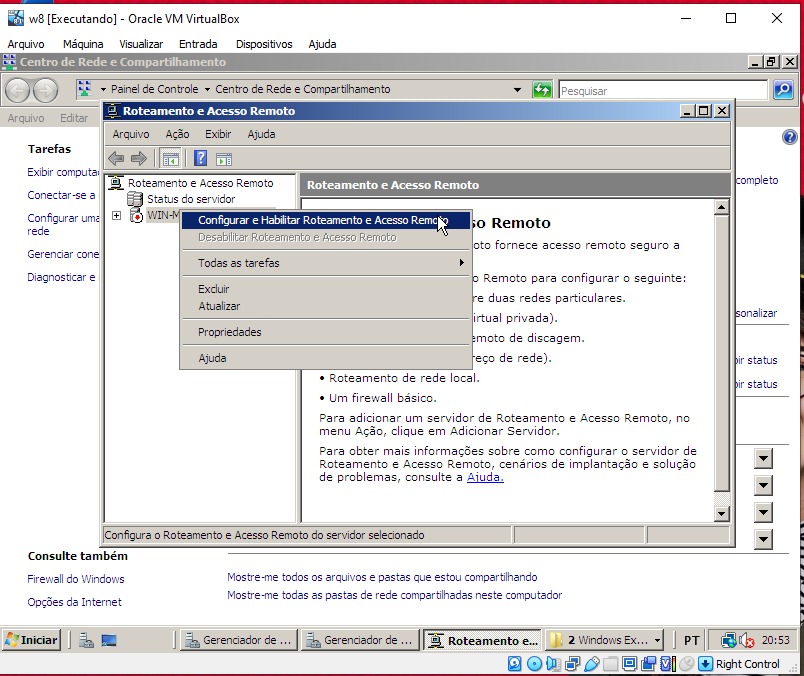 w8 [Executando] - Oracle VM VirtualBox
Arquivo Máquina Visualizar Entrada Dispositivos Ajuda
Centro de Rede e Compartilhamento
Painel de Controle Centro de Rede e Compartilhamento Pesquisar
Arquivo Editar
Roteamento e Acesso Remoto
Arquivo Ação Exibir Ajuda
Tarefas
Exibir computa
Conectar-se a
Configurar uma
rede
Gerenciar cone
Diagnosticar e
Roteamento e Acesso Remoto
Status do servidor
WIN-M
Configurar e Habilitar Roteamento e Acesso Remoto
Desabilitar Roteamento e Acesso Remoto
Todas as tarefas
Excluir
Atualizar
Propriedades
Ajuda
Roteamento e Acesso Remoto
so Remoto
oto fornece acesso remoto seguro a
o Remoto para configurar o seguinte:
re duas redes particulares.
irtual privada).
emoto de discagem.
reço de rede).
• Roteamento de rede local.
• Um firewall básico.
Para adicionar um servidor de Roteamento e Acesso Remoto, no
menu Ação, clique em Adicionar Servidor.
Para obter mais informações sobre como configurar o servidor de
Roteamento e Acesso Remoto, cenários de implantação e solução
de problemas, consulte a Ajuda.
completo
sonalizar
bir status
bir status
Configura o Roteamento e Acesso Remoto do servidor selecionado
Consulte também
Firewall do Windows
Opções da Internet
Mostre-me todos os arquivos e pastas que estou compartilhando
Mostre-me todas as pastas de rede compartilhadas neste computador
Iniciar Gerenciador de ... Gerenciador de ... Roteamento e... 2 Windows Ex... PT 20:53
Right Control